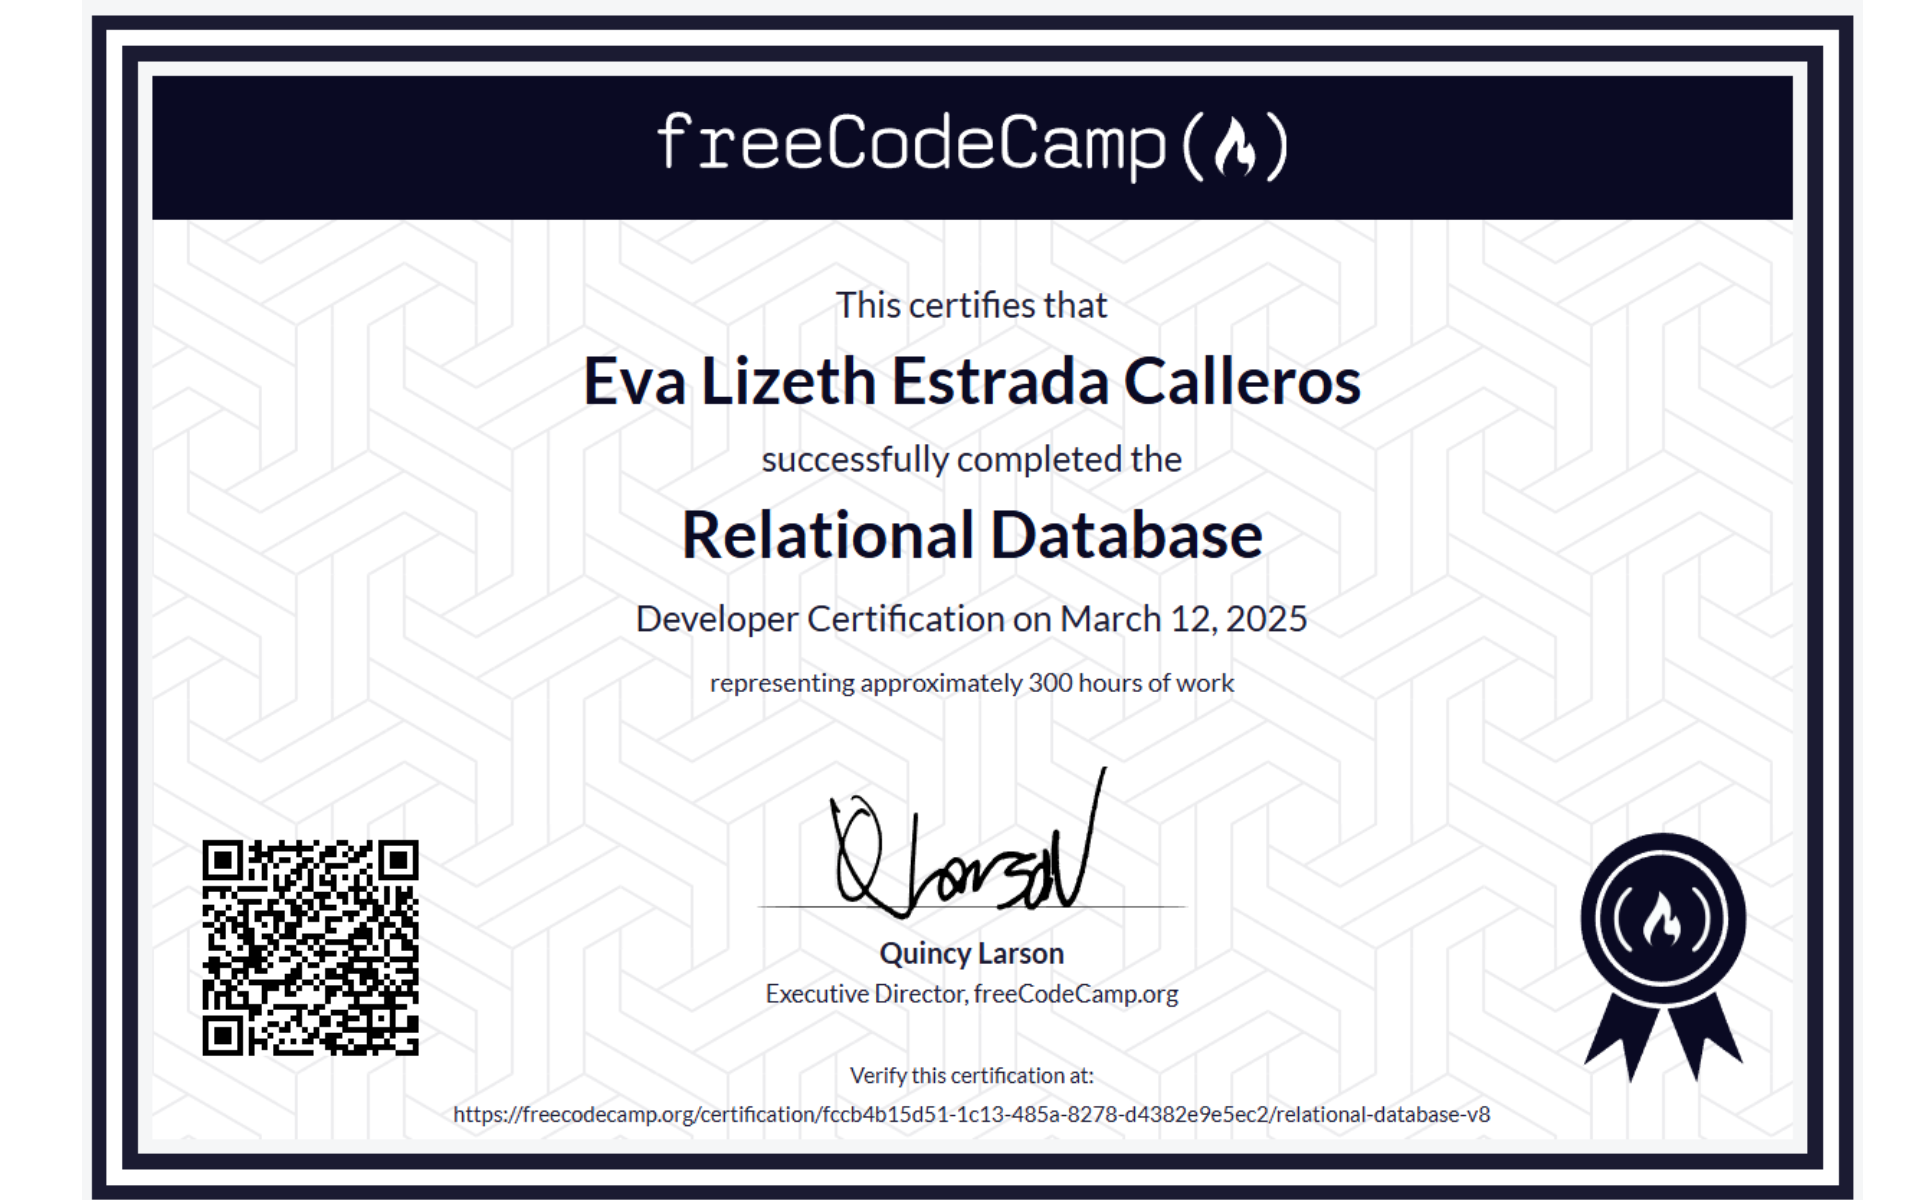 freeCodeCamp
This certifies that
Eva Lizeth Estrada Calleros
successfully completed the
Relational Database
Developer Certification on March 12, 2025
representing approximately 300 hours of work
Quincy Larson
Executive Director, freeCodeCamp.org
Verify this certification at:
https://freecodecamp.org/certification/fccb4b15d51-1c13-485a-8278-d4382e9e5ec2/relational-database-v8